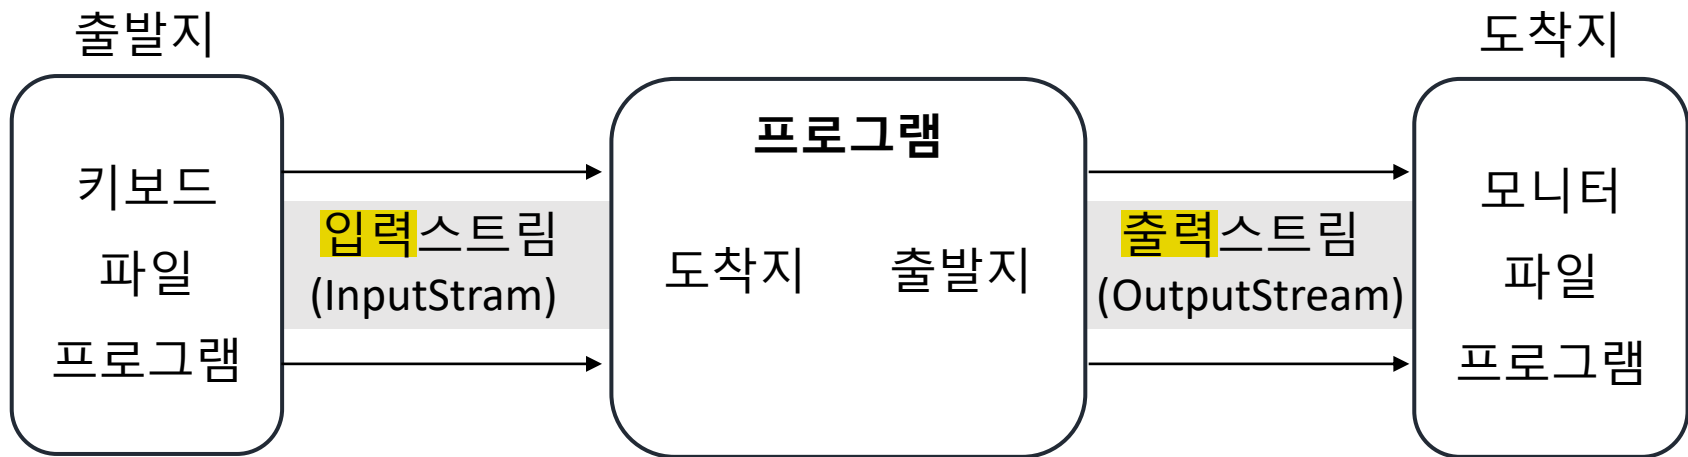 출발지
키보드
파일
프로그램
입력스트림
(InputStram)
프로그램
도착지 출발지
출력스트림
(OutputStream)
도착지
모니터
파일
프로그램